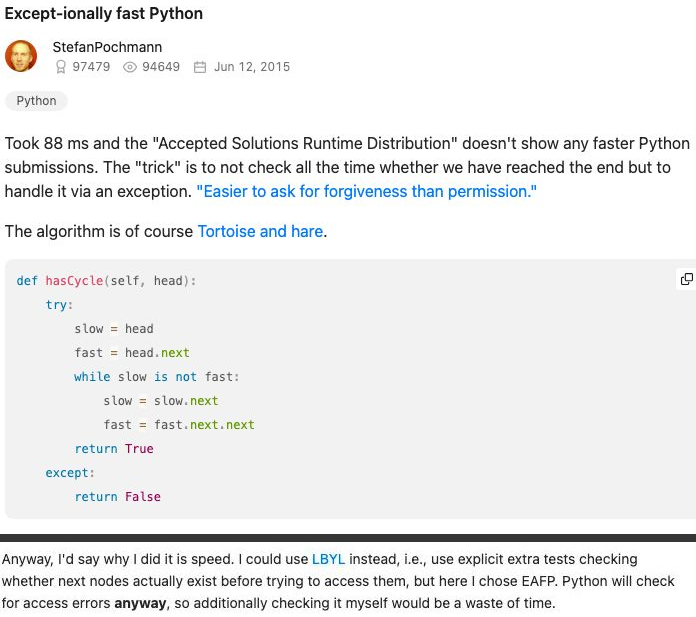 Except-ionally fast Python
StefanPochmann
97479 94649 Jun 12, 2015
Python
Took 88 ms and the "Accepted Solutions Runtime Distribution" doesn't show any faster Python
submissions. The "trick" is to not check all the time whether we have reached the end but to
handle it via an exception. "Easier to ask for forgiveness than permission."
The algorithm is of course Tortoise and hare.
def hasCycle(self, head):
    try:
        slow = head
        fast = head.next
        while slow is not fast:
            slow = slow.next
            fast = fast.next.next
        return True
    except:
        return False
Anyway, I'd say why I did it is speed. I could use LBYL instead, i.e., use explicit extra tests checking
whether next nodes actually exist before trying to access them, but here I chose EAFP. Python will check
for access errors anyway, so additionally checking it myself would be a waste of time.